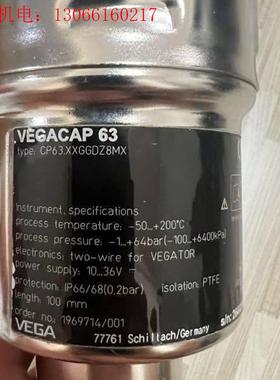 机电：13066160217
VEGACAP 63
type: CP63.XXGGDZ8MX
Instrument specifications
process temperature: -50...+200°C
process pressure: -1...+64bar(-100...+6400kPa)
electronics: two-wire for VEGATOR
power supply: 10...36V
protection: IP66/68(0,2bar) isolation: PTFE
length: 100 mm
order no.: 1969714/001
VEGA 77761 Schiltach/Germany
s/n: